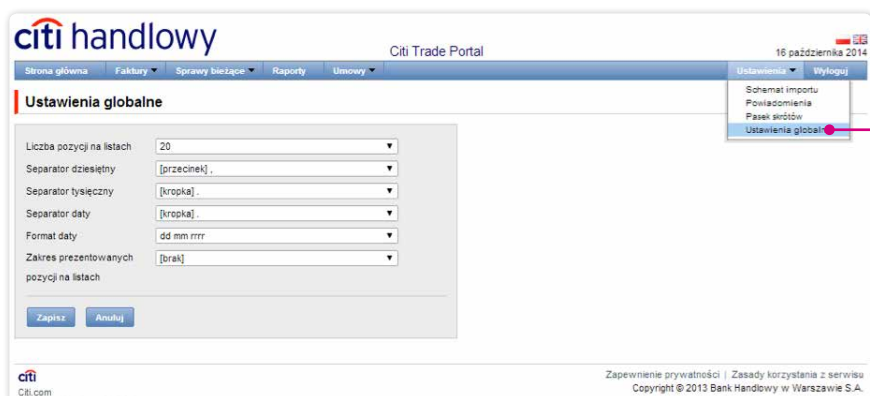 citi handlowy
Citi Trade Portal
16 października 2014
Strona główna Faktury Sprawy bieżące Raporty Umowy Ustawienia Wyloguj
Schemat importu
Powiadomienia
Pasek skrótów
Ustawienia globalne
Ustawienia globalne
Liczba pozycji na listach 20
Separator dziesiętny [przecinek] ,
Separator tysięczny [kropka] .
Separator daty [kropka] .
Format daty dd mm rrrr
Zakres prezentowanych pozycji na listach [brak]
Zapisz Anuluj
citi
Citi.com
Zapewnienie prywatności | Zasady korzystania z serwisu
Copyright © 2013 Bank Handlowy w Warszawie S.A.